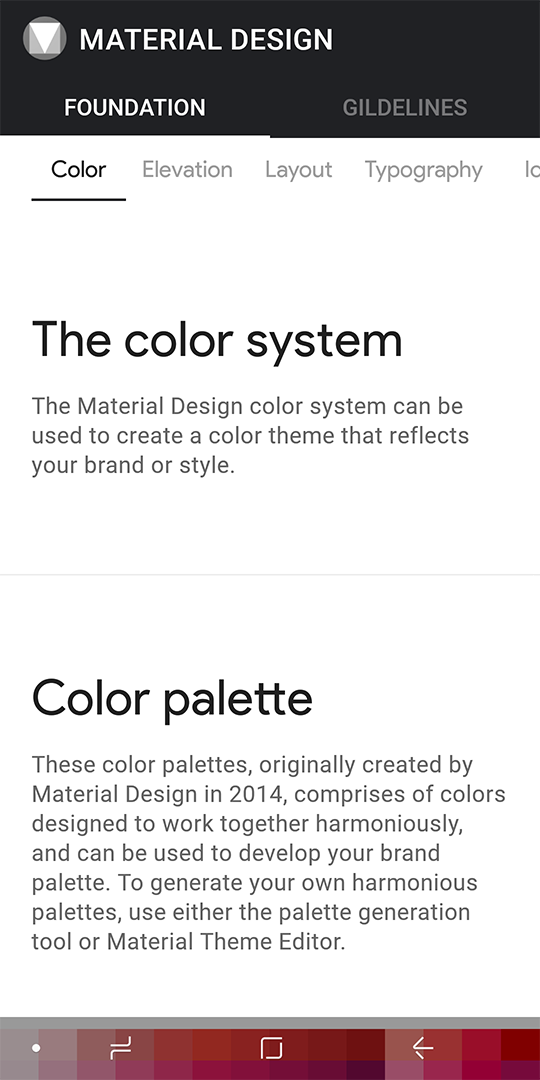 MATERIAL DESIGN
FOUNDATION
GILDELINES
Color
Elevation
Layout
Typography
Ic
The color system
The Material Design color system can be
used to create a color theme that reflects
your brand or style.
Color palette
These color palettes, originally created by
Material Design in 2014, comprises of colors
designed to work together harmoniously,
and can be used to develop your brand
palette. To generate your own harmonious
palettes, use either the palette generation
tool or Material Theme Editor.